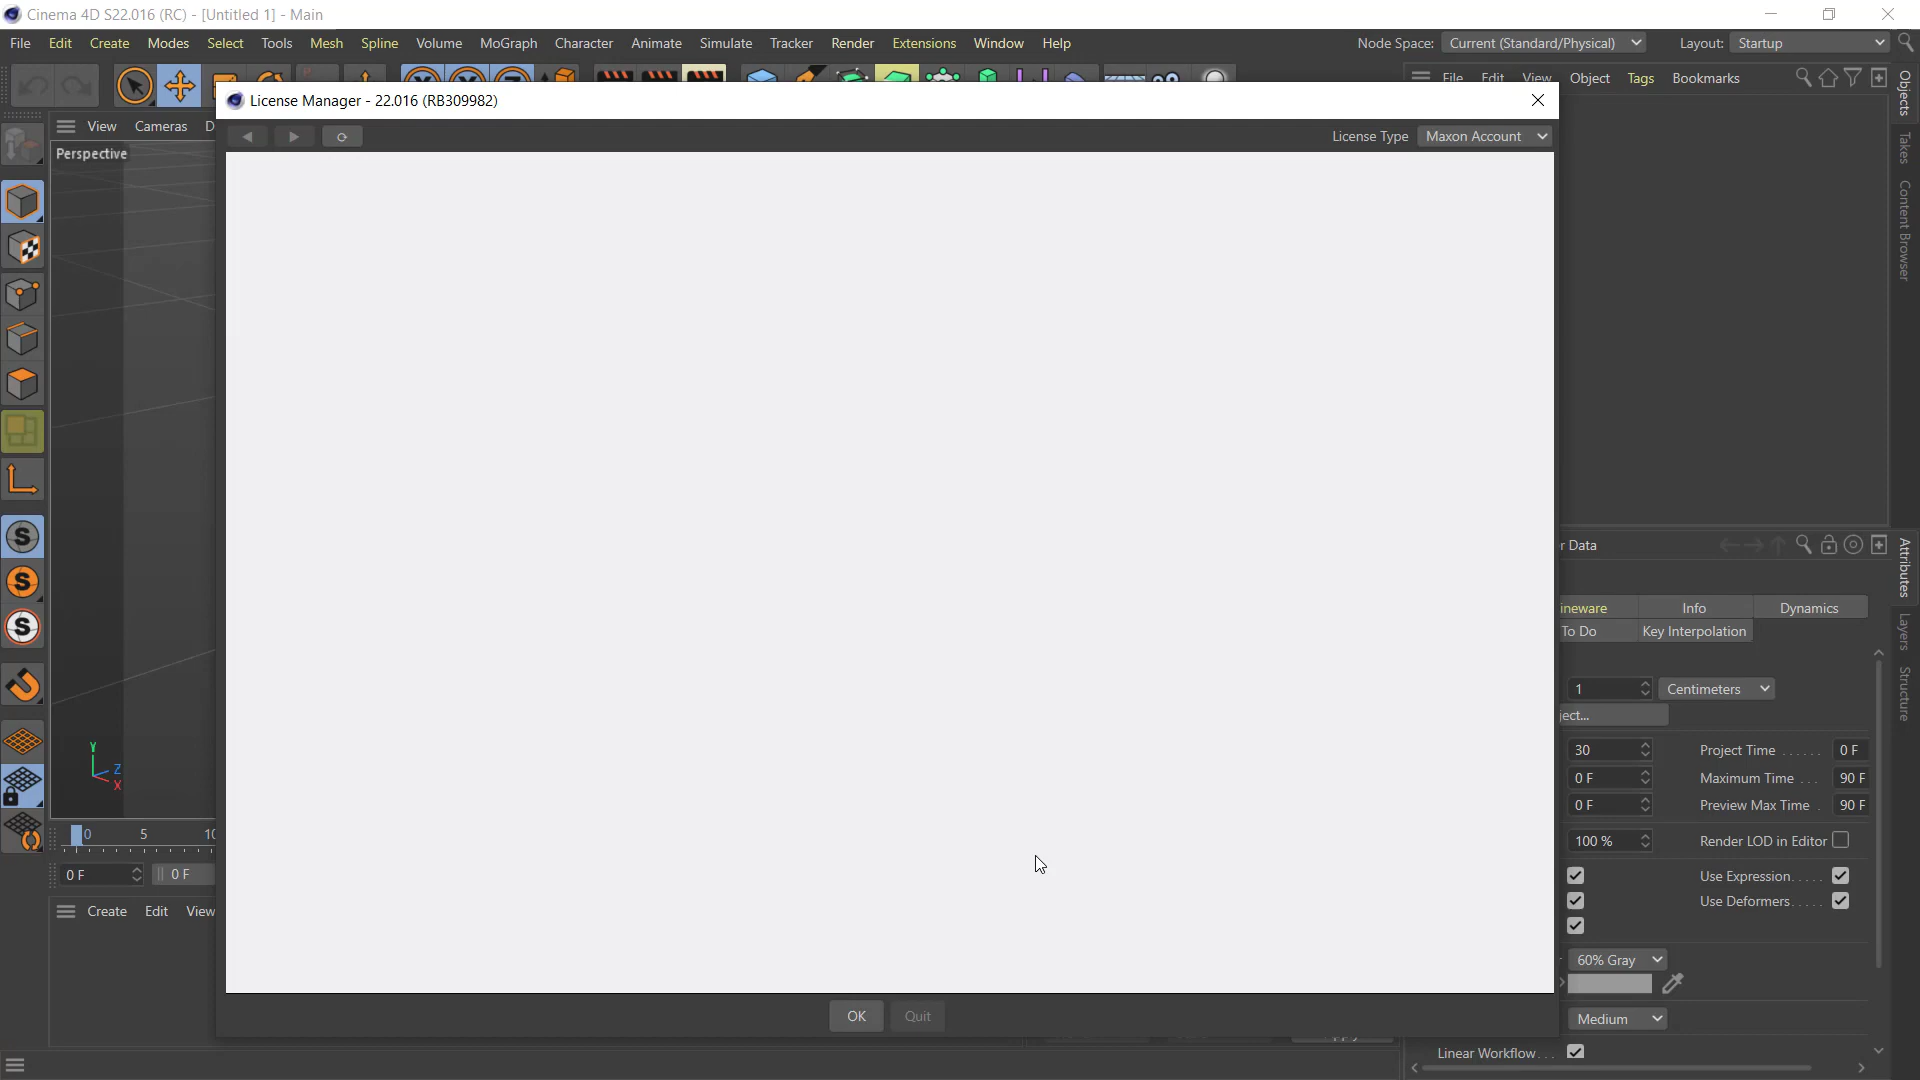 Cinema 4D S22.016 (RC) - [Untitled 1] - Main
File Edit Create Modes Select Tools Mesh Spline Volume MoGraph Character Animate Simulate Tracker Render Extensions Window Help Node Space: Current (Standard/Physical) Layout: Startup
File Edit View Object Tags Bookmarks
License Manager - 22.016 (RB309982)
View Cameras D
License Type Maxon Account
Perspective
Objects
Takes
Content Browser
r Data
Attributes
Layers
Structure
ineware Info Dynamics
To Do Key Interpolation
1 Centimeters
ject...
30 Project Time ...... 0 F
0 F Maximum Time ... 90 F
0 F Preview Max Time . 90 F
100 % Render LOD in Editor
Use Expression.....
Use Deformers.....
60% Gray
Medium
Linear Workflow...
Y
Z
X
0 5 10
0 F 0 F
Create Edit View
OK Quit